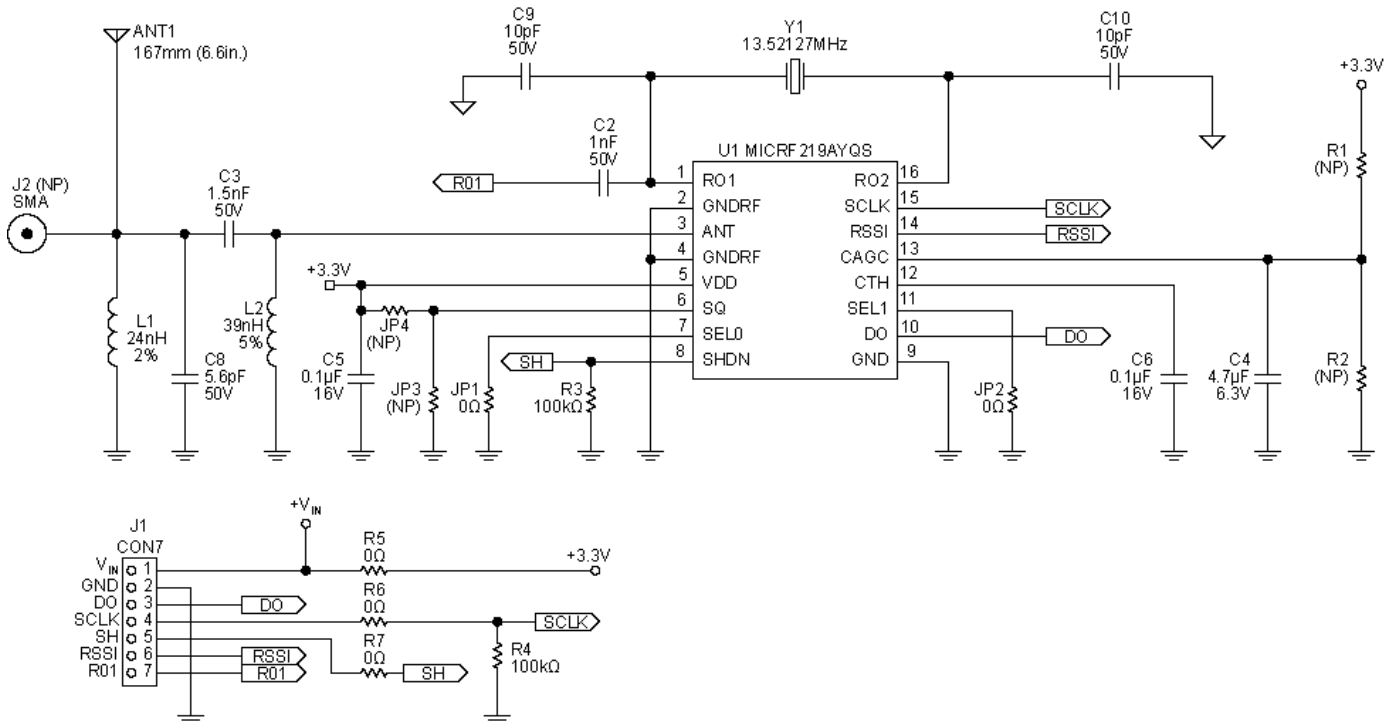 ANT1
167mm (6.6in.)
C9
10pF
50V
Y1
13.52127MHz
C10
10pF
50V
+3.3V
C2
1nF
50V
R01
U1 MICRF219AYQS
R1
(NP)
J2 (NP)
SMA
C3
1.5nF
50V
1 RO1
2 GNDRF
3 ANT
4 GNDRF
5 VDD
6 SQ
7 SEL0
8 SHDN
RO2 16
SCLK 15
RSSI 14
CAGC 13
CTH 12
SEL1 11
DO 10
GND 9
SCLK
RSSI
DO
+3.3V
JP4
(NP)
SH
L1
24nH
2%
C8
5.6pF
50V
L2
39nH
5%
C5
0.1µF
16V
JP3
(NP)
JP1
0Ω
R3
100kΩ
JP2
0Ω
C6
0.1µF
16V
C4
4.7µF
6.3V
R2
(NP)
+VIN
J1
CON7
VIN 1
GND 2
DO 3
SCLK 4
SH 5
RSSI 6
R01 7
R5
0Ω
+3.3V
R6
0Ω
DO
SCLK
R7
0Ω
R4
100kΩ
RSSI
R01
SH